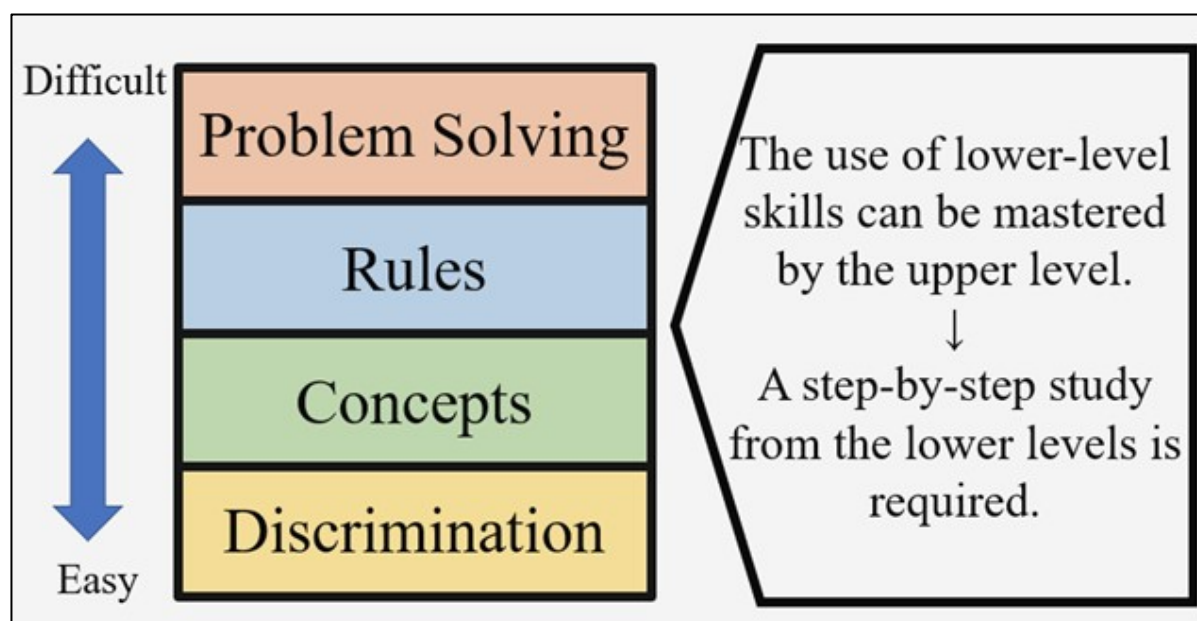 Difficult
Problem Solving
Rules
Concepts
Discrimination
Easy
The use of lower-level
skills can be mastered
by the upper level.
↓
A step-by-step study
from the lower levels is
required.